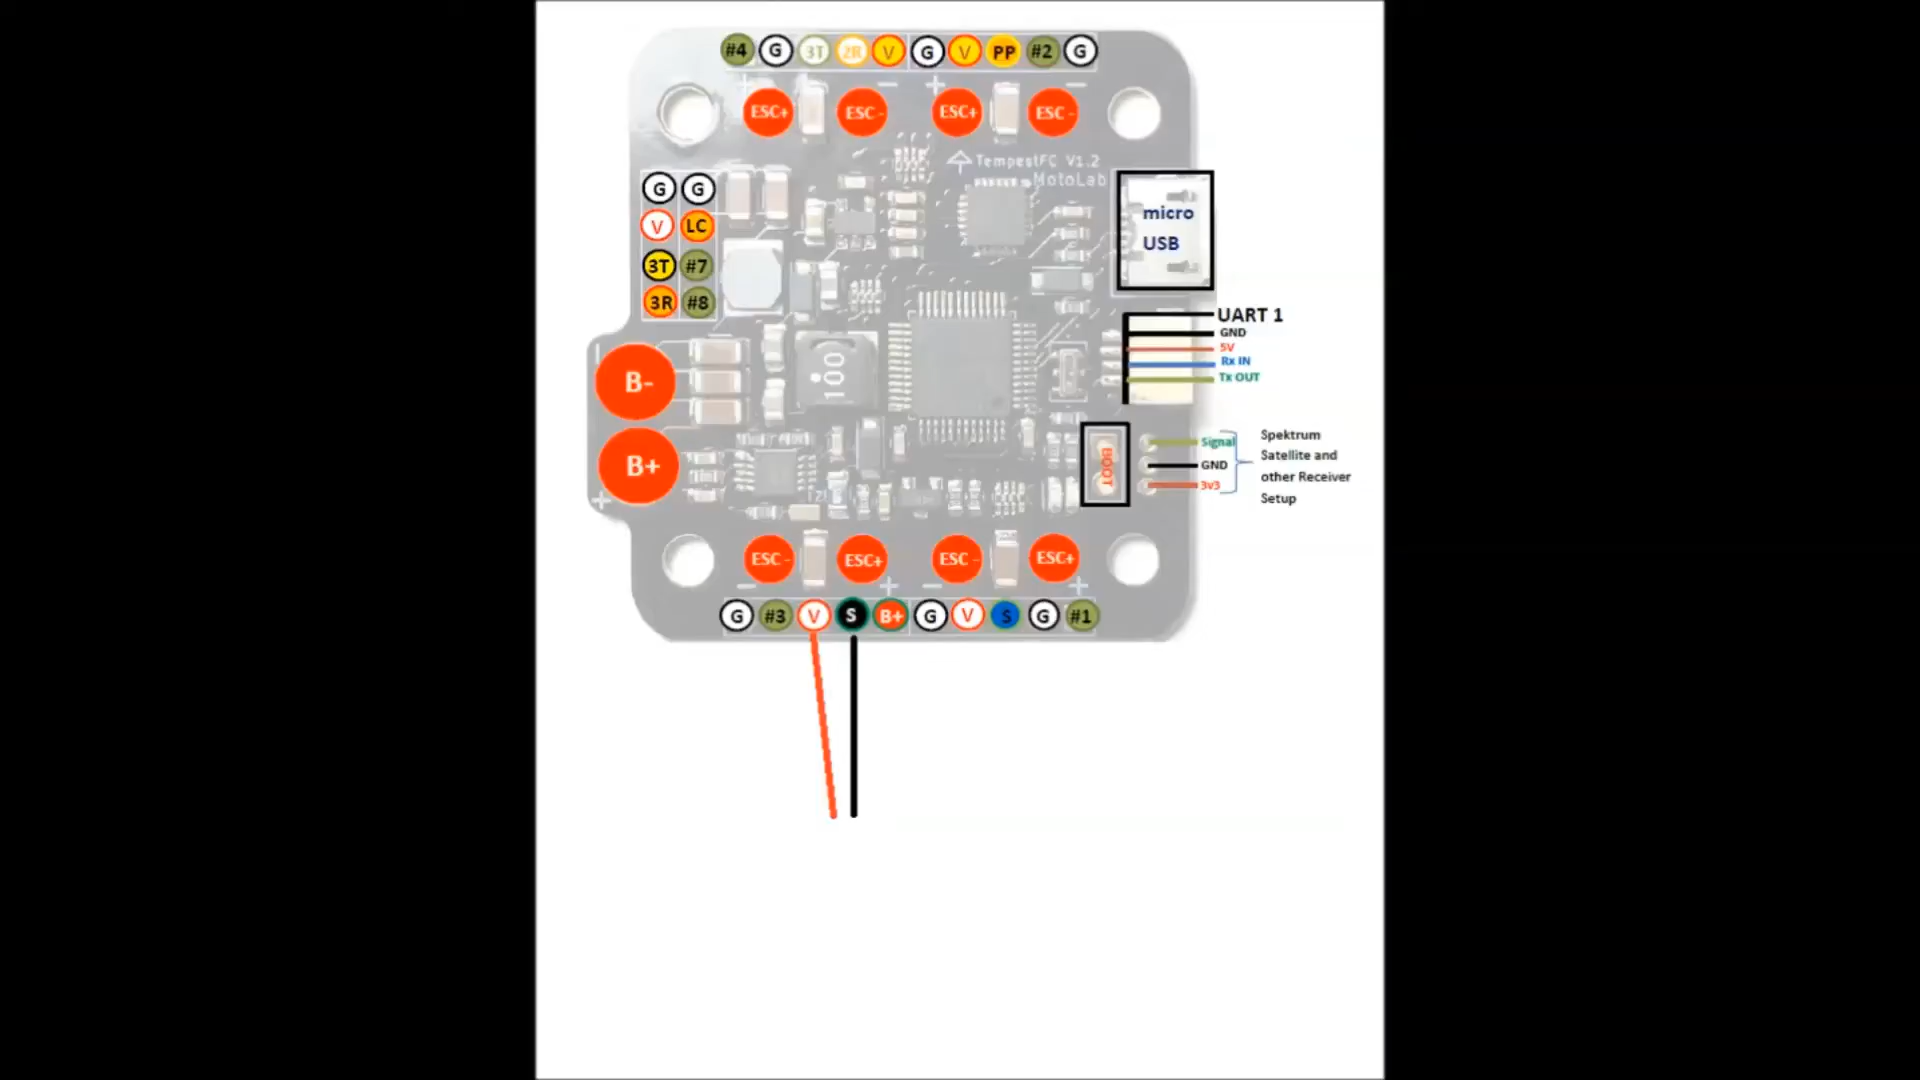 #4 G 3T 2R V G V PP #2 G
+ - + -
ESC+ ESC - ESC+ ESC -
TempestFC V1.2
MotoLab
G G
V LC
3T #7
3R #8
micro
USB
UART 1
GND
5V
Rx IN
Tx OUT
100
B-
B+
+
BOOT
Signal
GND
3v3
Spektrum
Satellite and
other Receiver
Setup
ESC - ESC+ ESC - ESC+
- + - +
G #3 V S B+ G V S G #1